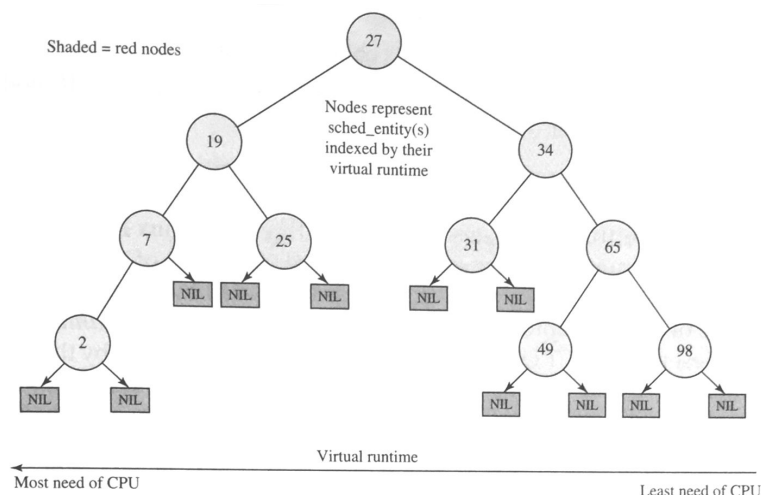 27
Shaded = red nodes
Nodes represent
sched_entity(s)
indexed by their
virtual runtime
19
34
7
25
31
65
NIL
NIL
NIL
NIL
NIL
2
49
98
NIL
NIL
NIL
NIL
NIL
NIL
Virtual runtime
Most need of CPU
Least need of CPU